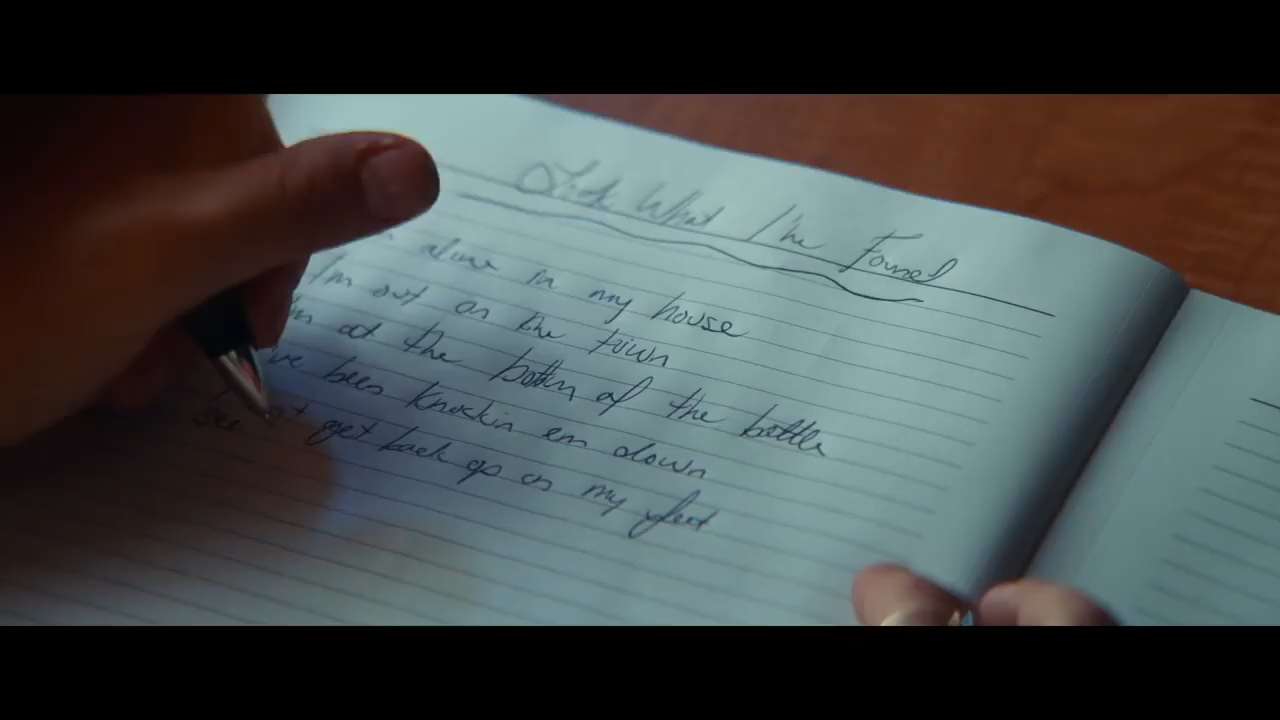 Look What I've Found
alone in my house
I'm out on the town
I'm at the bottom of the bottle
've been knockin em down
get back up on my feet